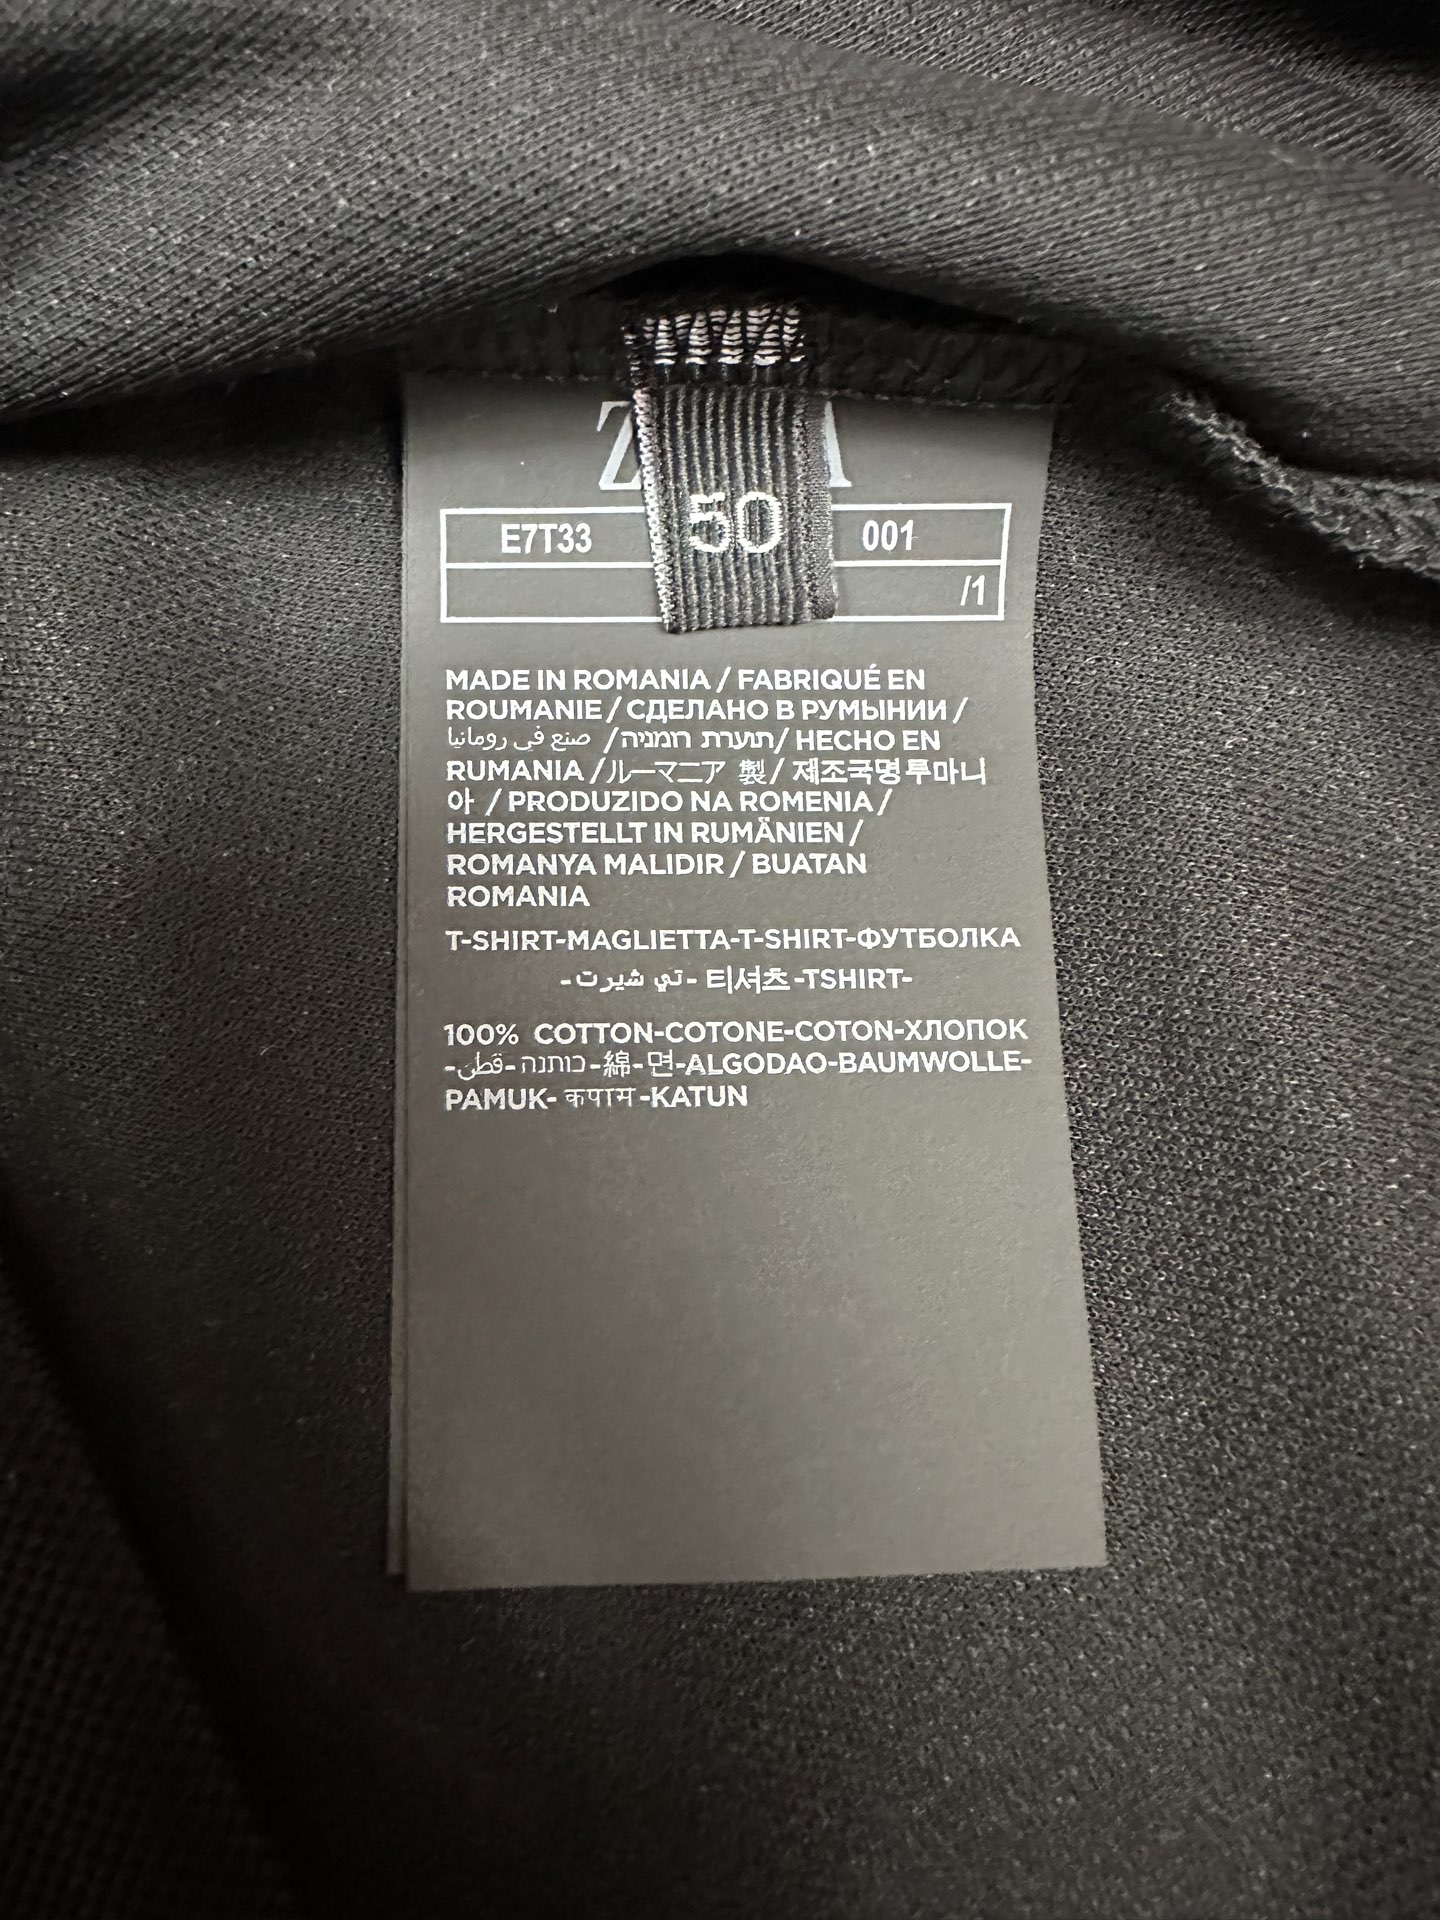 50
E7T33 001
/1
MADE IN ROMANIA / FABRIQUÉ EN
ROUMANIE / СДЕЛАНО В РУМЫНИИ /
صنع في رومانيا /תוצרת רומניה/ HECHO EN
RUMANIA /ルーマニア 製/ 제조국명루마니
아 / PRODUZIDO NA ROMENIA /
HERGESTELLT IN RUMÄNIEN /
ROMANYA MALIDIR / BUATAN
ROMANIA
T-SHIRT-MAGLIETTA-T-SHIRT-ФУТБОЛКА
-تي شيرت- 티셔츠 -TSHIRT-
100% COTTON-COTONE-COTON-ХЛОПОК
-قطن- כותנה-綿-면-ALGODAO-BAUMWOLLE-
PAMUK- कपास -KATUN